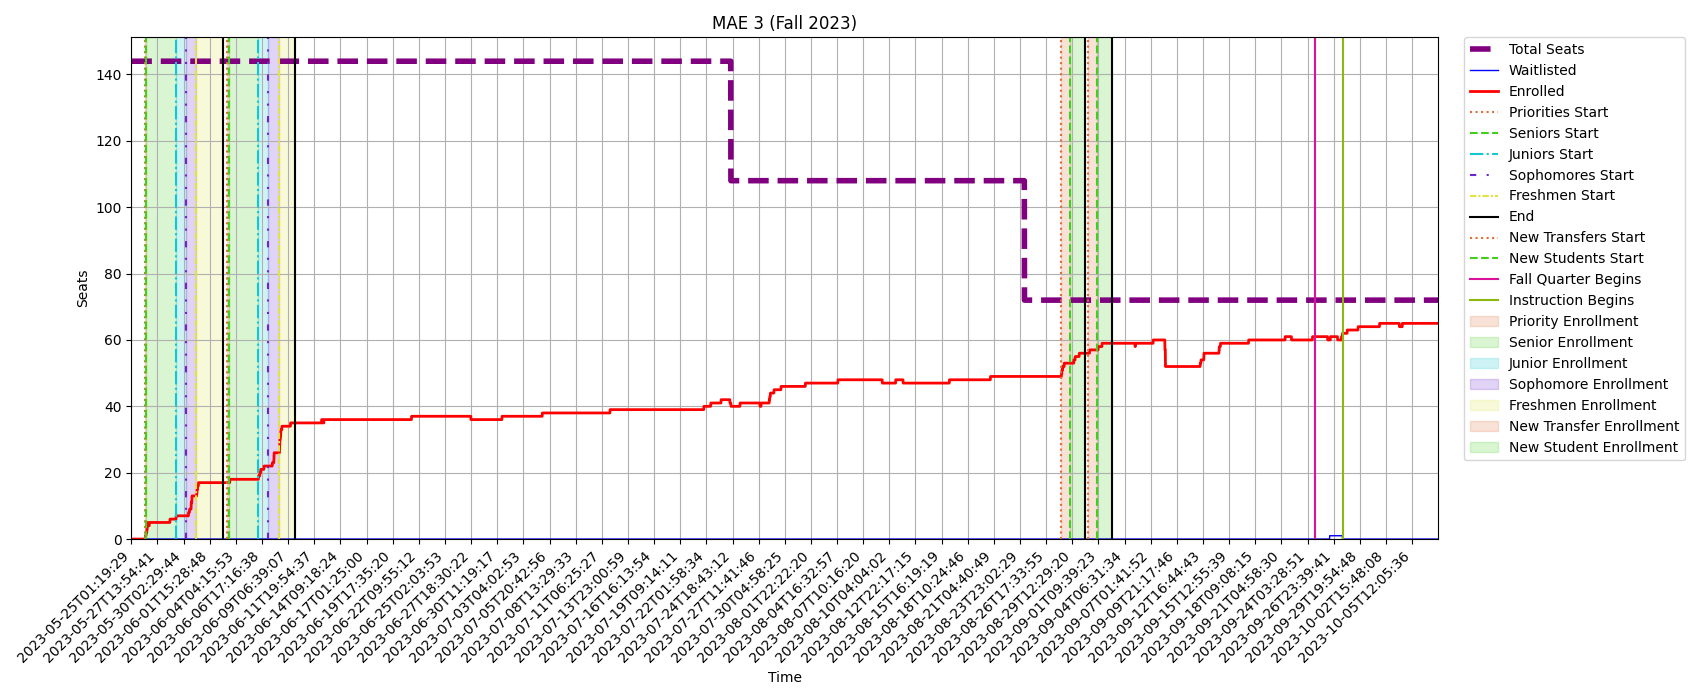 MAE 3 (Fall 2023)
Seats
140
120
100
80
60
40
20
0
2023-05-25T01:19:29
2023-05-27T13:54:41
2023-05-30T02:29:44
2023-06-01T15:28:48
2023-06-04T04:15:53
2023-06-06T17:16:38
2023-06-09T06:39:07
2023-06-11T19:54:37
2023-06-14T09:18:24
2023-06-17T01:25:00
2023-06-19T17:35:20
2023-06-22T09:55:12
2023-06-25T02:03:53
2023-06-27T18:30:22
2023-06-30T11:19:17
2023-07-03T04:02:53
2023-07-05T20:42:56
2023-07-08T13:29:33
2023-07-11T06:25:27
2023-07-13T23:00:59
2023-07-16T16:13:54
2023-07-19T09:14:11
2023-07-22T01:58:34
2023-07-24T18:43:12
2023-07-27T11:41:46
2023-07-30T04:58:25
2023-08-01T22:22:20
2023-08-04T16:32:57
2023-08-07T10:16:20
2023-08-10T04:04:02
2023-08-12T22:17:15
2023-08-15T16:19:19
2023-08-18T10:24:46
2023-08-21T04:40:49
2023-08-23T23:02:29
2023-08-26T17:33:55
2023-08-29T12:29:20
2023-09-01T09:39:23
2023-09-04T06:31:34
2023-09-07T01:41:52
2023-09-09T21:17:46
2023-09-12T16:44:43
2023-09-15T12:55:39
2023-09-18T09:08:15
2023-09-21T04:58:30
2023-09-24T03:28:51
2023-09-26T23:39:41
2023-09-29T19:54:48
2023-10-02T15:48:08
2023-10-05T12:05:36
Time
Total Seats
Waitlisted
Enrolled
Priorities Start
Seniors Start
Juniors Start
Sophomores Start
Freshmen Start
End
New Transfers Start
New Students Start
Fall Quarter Begins
Instruction Begins
Priority Enrollment
Senior Enrollment
Junior Enrollment
Sophomore Enrollment
Freshmen Enrollment
New Transfer Enrollment
New Student Enrollment